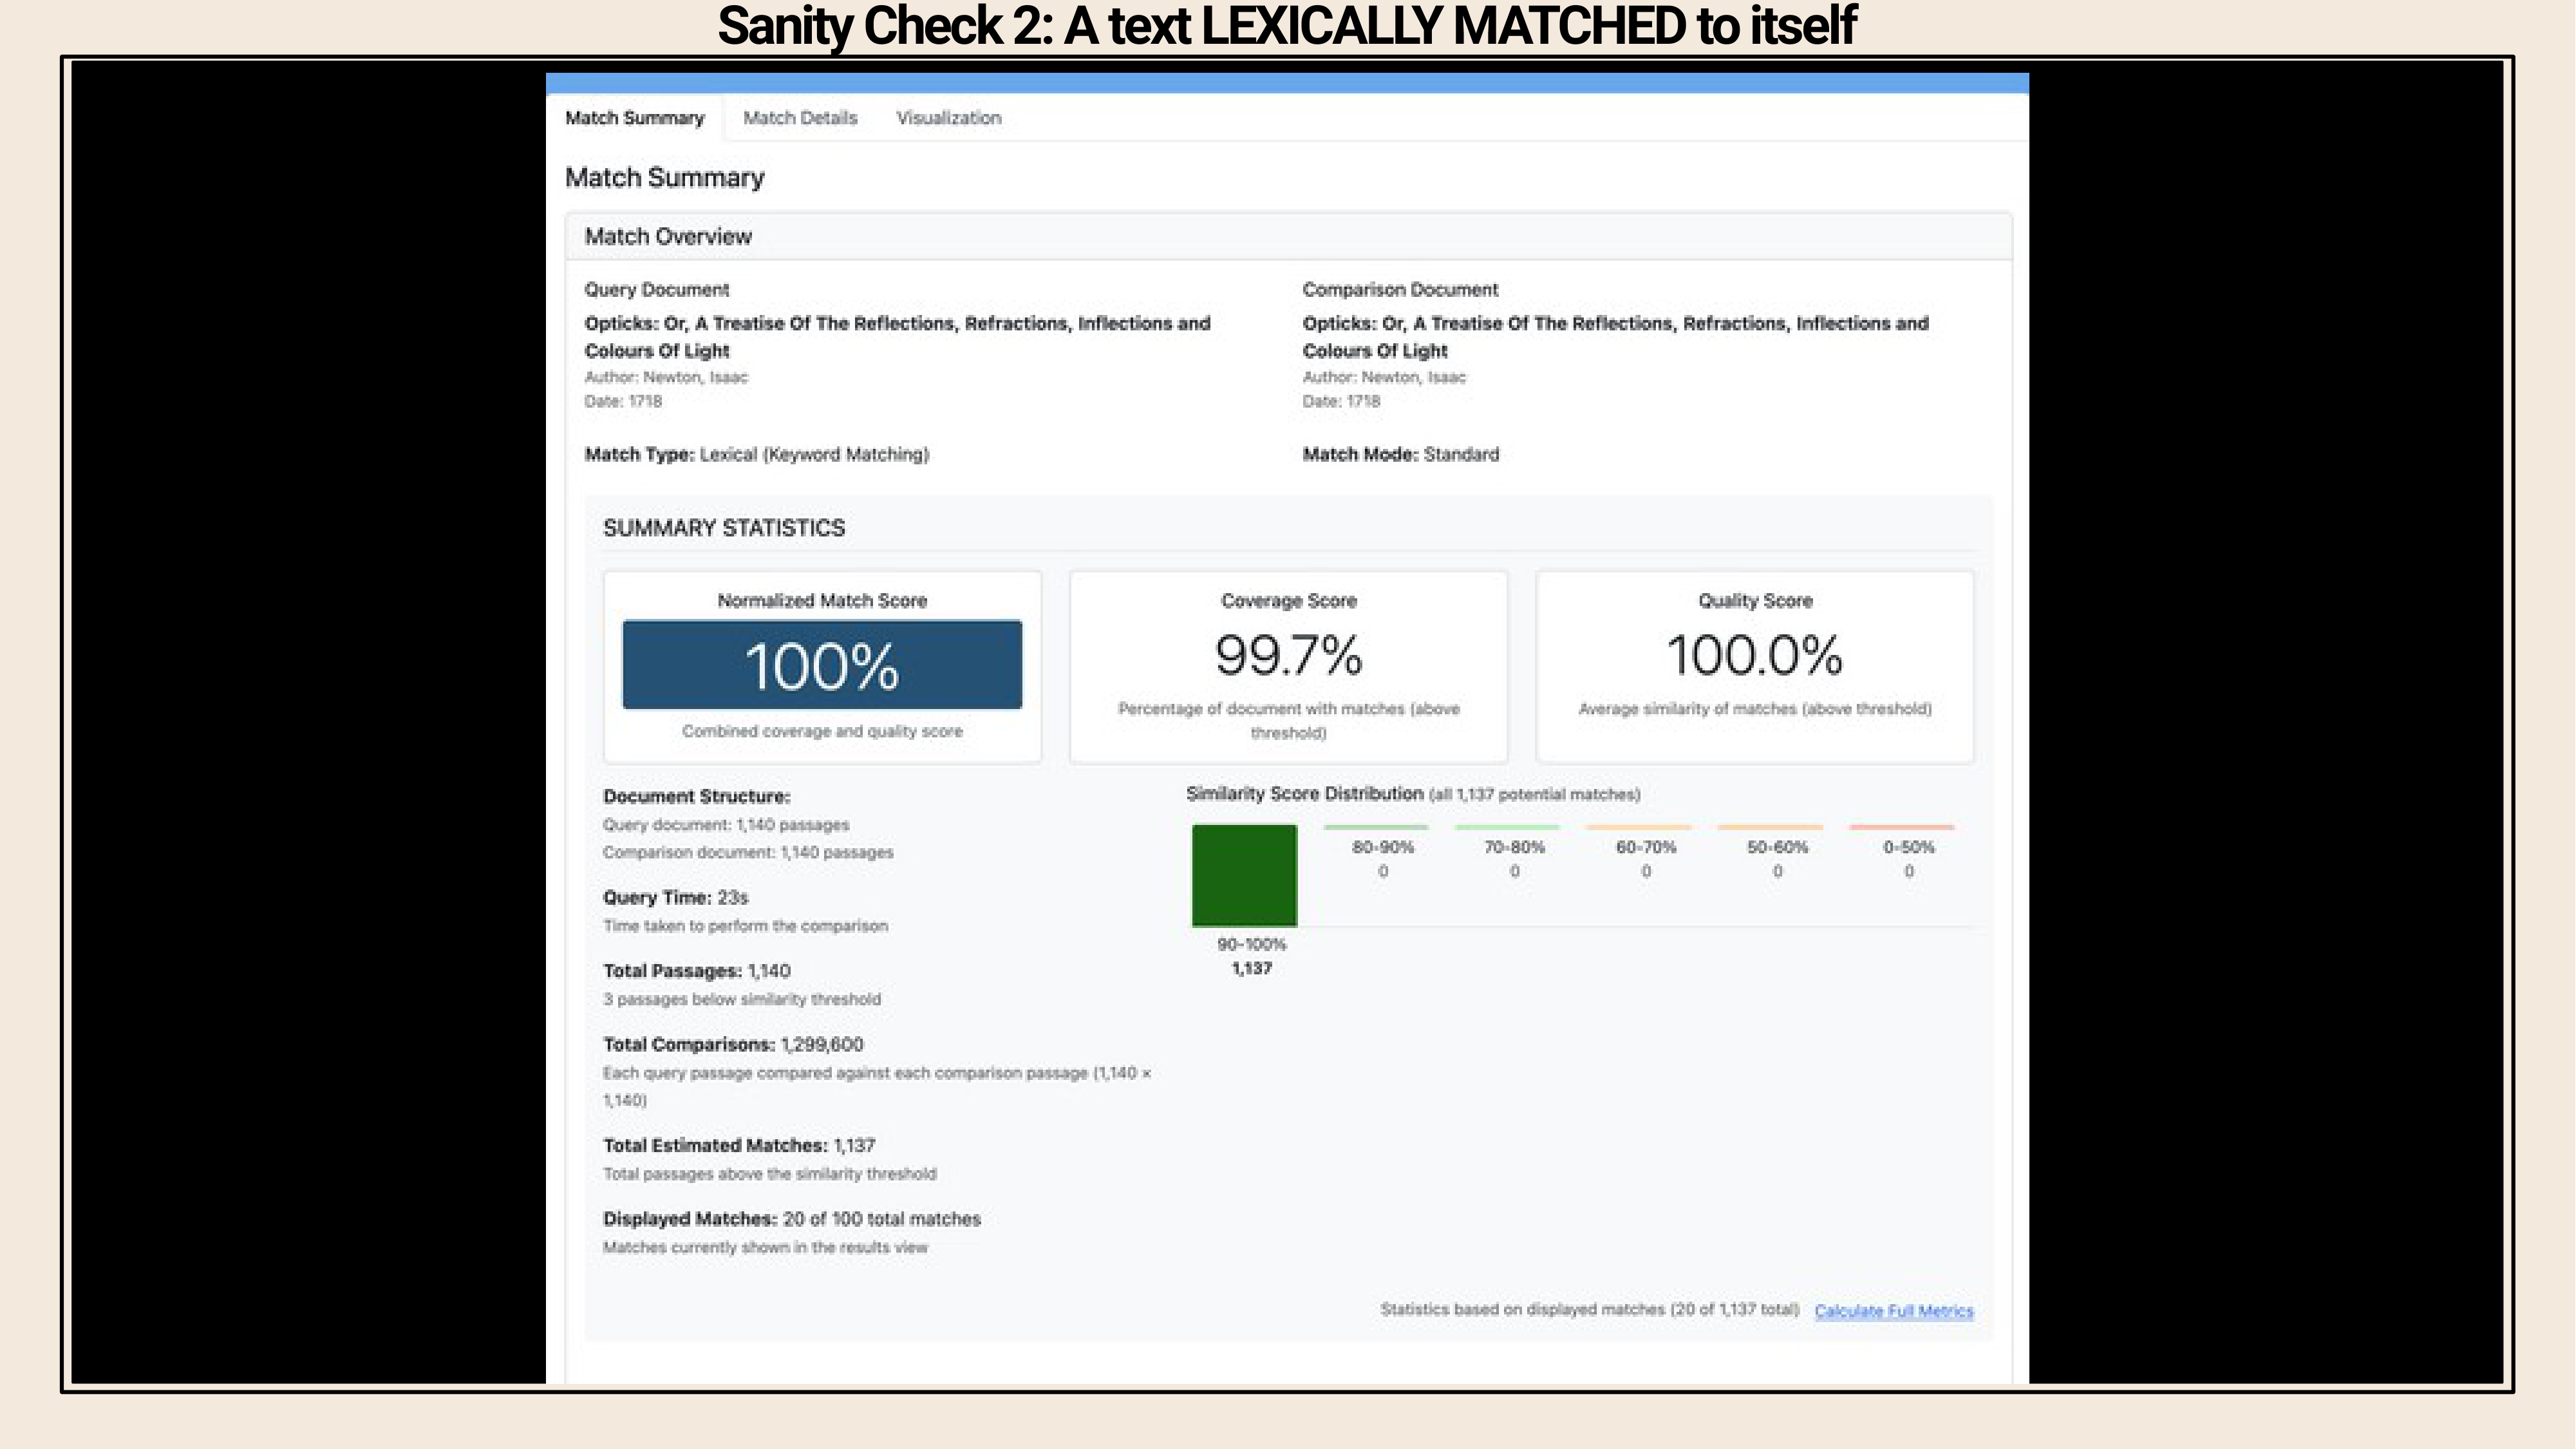 Sanity Check 2: A text LEXICALLY MATCHED to itself
Match Summary
Match Details
Visualization
Match Summary
Match Overview
Query Document
Opticks: Or, A Treatise Of The Reflections, Refractions, Inflections and
Colours Of Light
Author: Newton, Isaac
Date: 1718
Comparison Document
Opticks: Or, A Treatise Of The Reflections, Refractions, Inflections and
Colours Of Light
Author: Newton, Isaac
Date: 1718
Match Type: Lexical (Keyword Matching)
Match Mode: Standard
SUMMARY STATISTICS
Normalized Match Score
100%
Combined coverage and quality score
Coverage Score
99.7%
Percentage of document with matches (above
threshold)
Quality Score
100.0%
Average similarity of matches (above threshold)
Document Structure:
Query document: 1,140 passages
Comparison document: 1,140 passages
Query Time: 23s
Time taken to perform the comparison
Total Passages: 1,140
3 passages below similarity threshold
Total Comparisons: 1,299,600
Each query passage compared against each comparison passage (1,140 ×
1,140)
Total Estimated Matches: 1,137
Total passages above the similarity threshold
Displayed Matches: 20 of 100 total matches
Matches currently shown in the results view
Similarity Score Distribution (all 1,137 potential matches)
90-100%
1,137
80-90%
0
70-80%
0
60-70%
0
50-60%
0
0-50%
0
Statistics based on displayed matches (20 of 1,137 total) Calculate Full Metrics